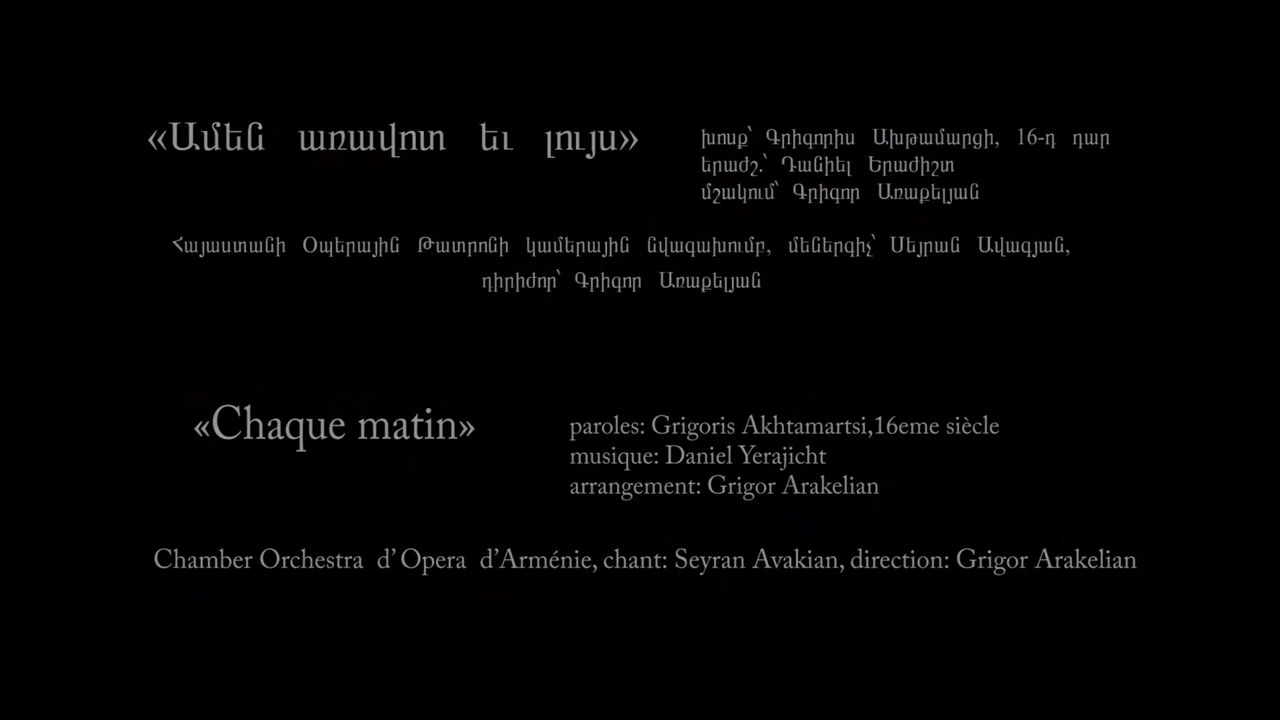 «Ամեն առավոտ եւ լույս»
խոսք՝ Գրիգորիս Ախթամարցի, 16-դ դար
երաժշ.՝ Դանիել Երաժիշտ
մշակում՝ Գրիգոր Առաքելյան
Հայաստանի Օպերային Թատրոնի կամերային նվագախումբ, մեներգիչ՝ Սեյրան Ավագյան,
դիրիժոր՝ Գրիգոր Առաքելյան
«Chaque matin»
paroles: Grigoris Akhtamartsi,16eme siècle
musique: Daniel Yerajicht
arrangement: Grigor Arakelian
Chamber Orchestra d’ Opera d’Arménie, chant: Seyran Avakian, direction: Grigor Arakelian